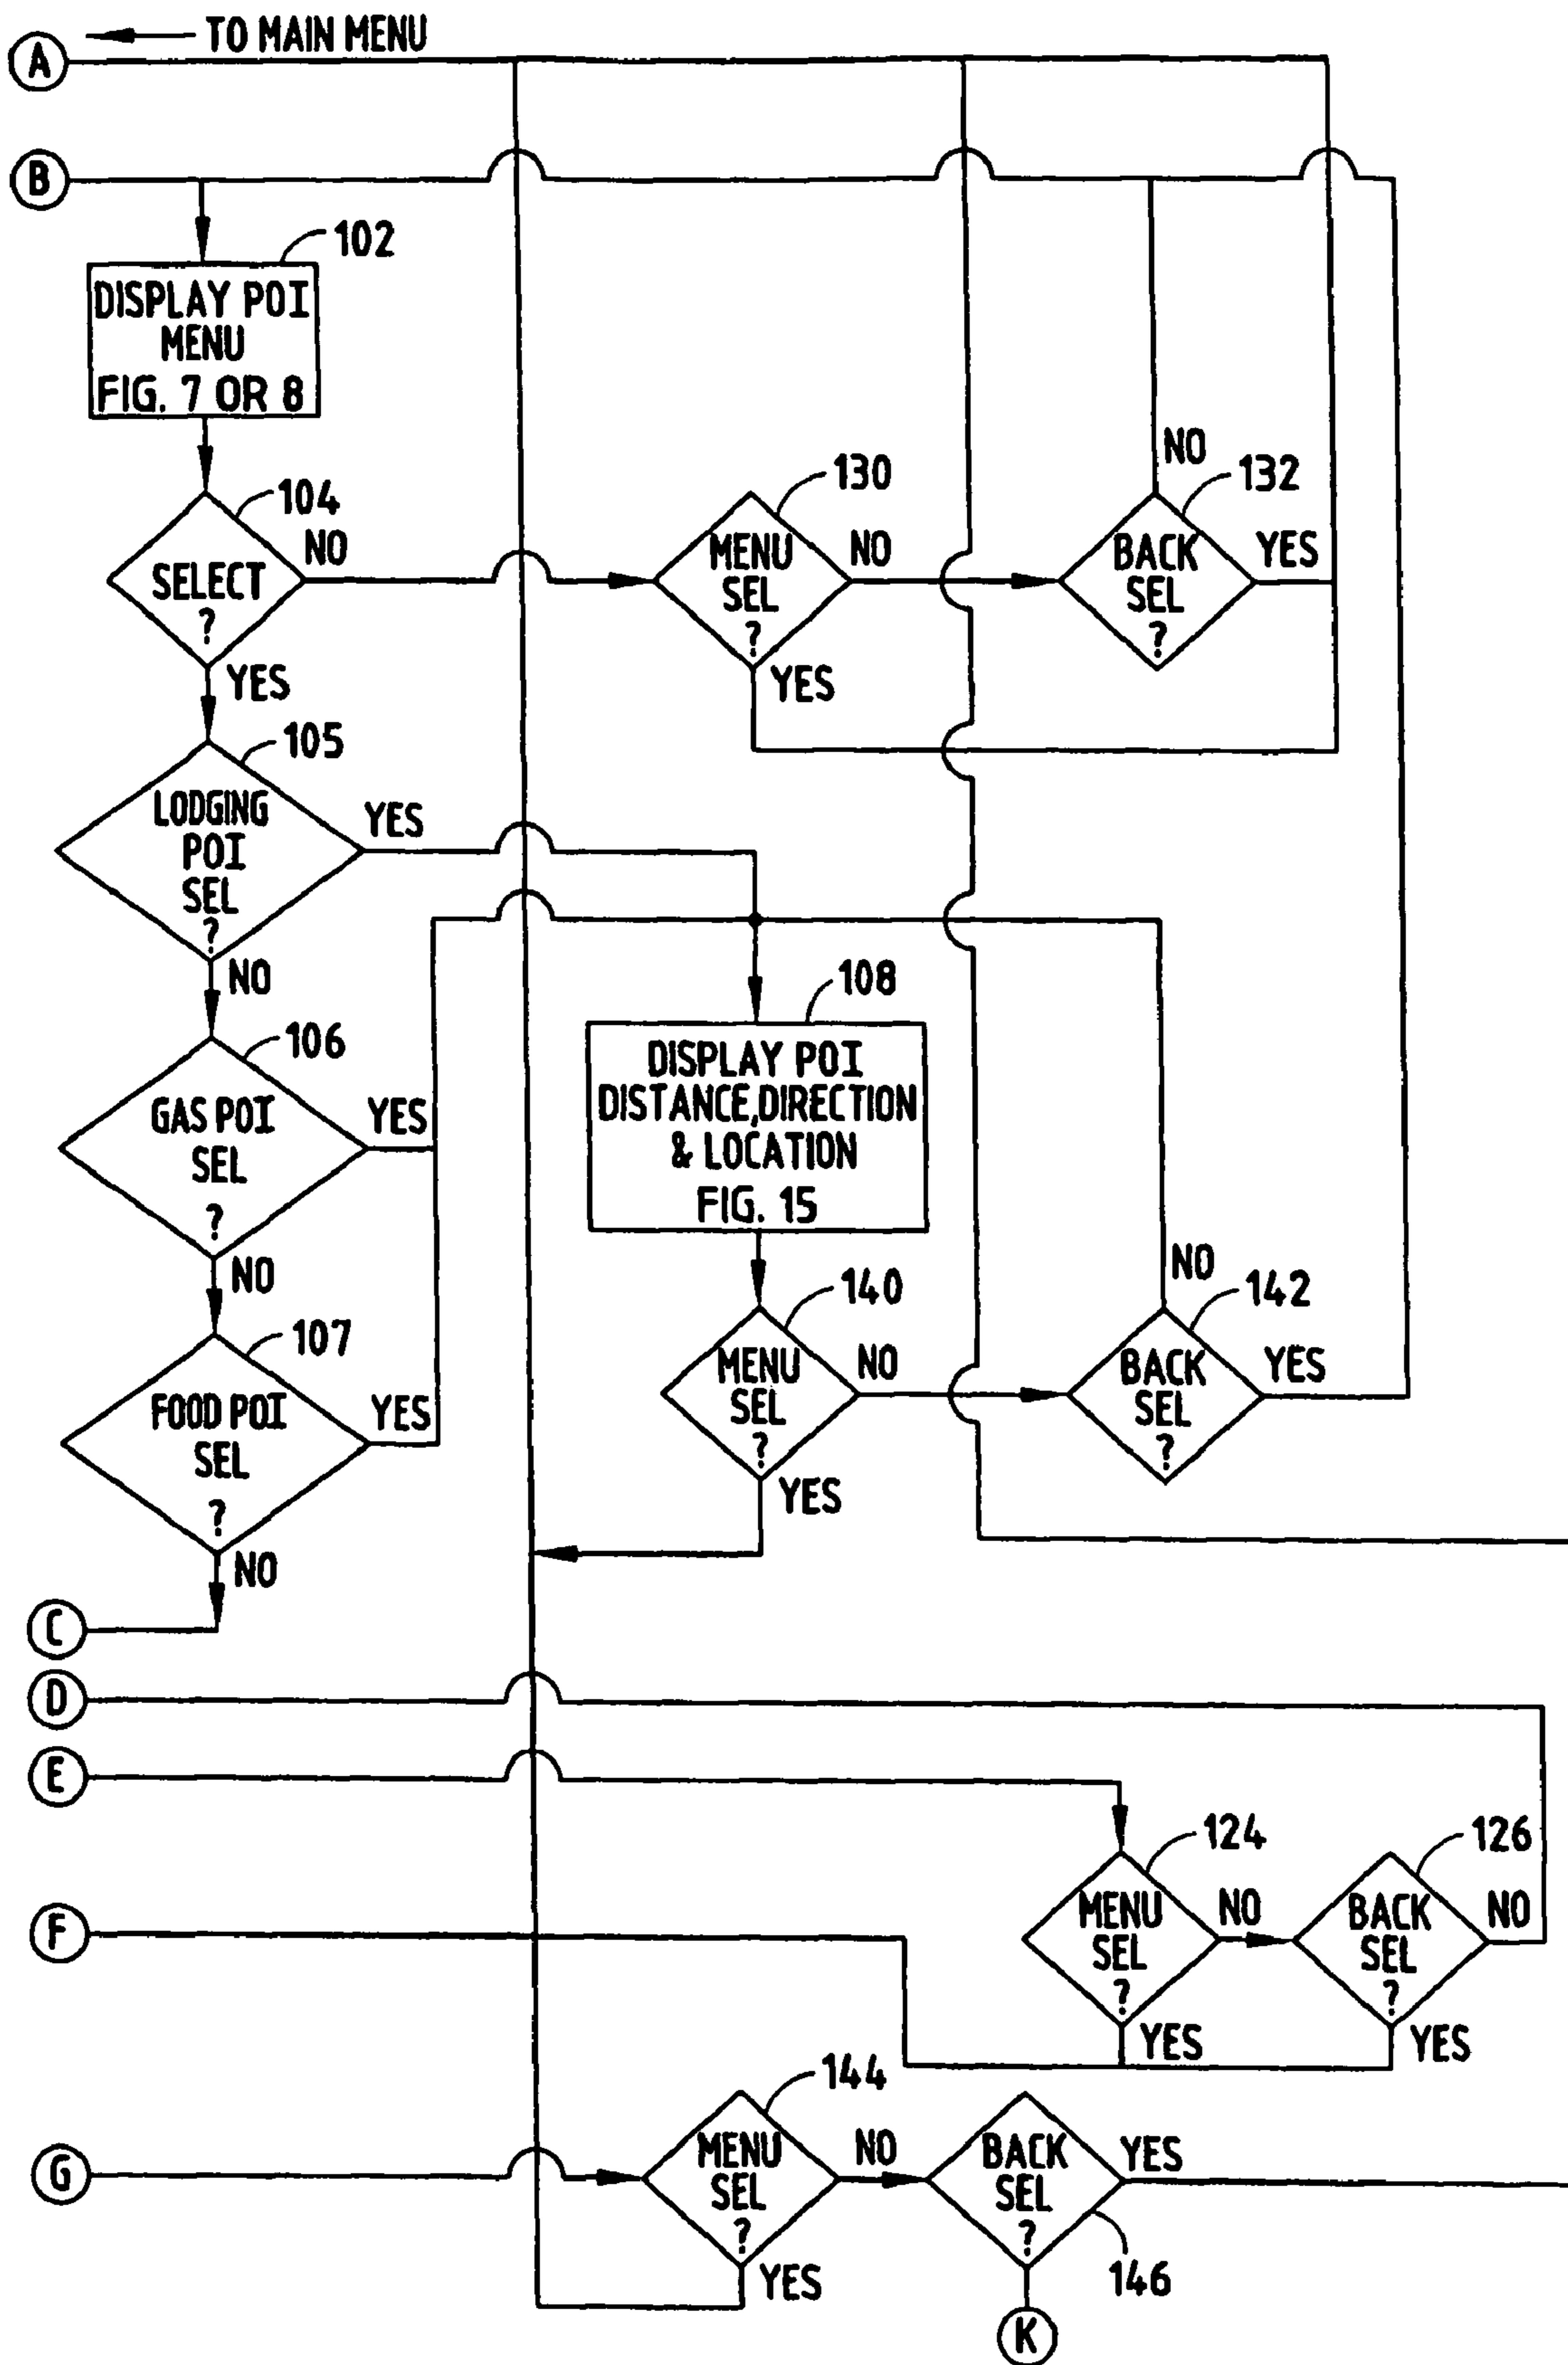 A
TO MAIN MENU
B
102
DISPLAY POI
MENU
FIG. 7 OR 8
104
SELECT
?
NO
YES
130
MENU
SEL
?
NO
YES
132
BACK
SEL
?
NO
YES
105
LODGING
POI
SEL
?
YES
NO
106
GAS POI
SEL
?
YES
NO
107
FOOD POI
SEL
?
YES
NO
108
DISPLAY POI
DISTANCE,DIRECTION
& LOCATION
FIG. 15
140
MENU
SEL
?
NO
YES
142
BACK
SEL
?
NO
YES
C
D
E
124
MENU
SEL
?
NO
YES
126
BACK
SEL
?
NO
YES
F
G
144
MENU
SEL
?
NO
YES
BACK
SEL
?
YES
146
K